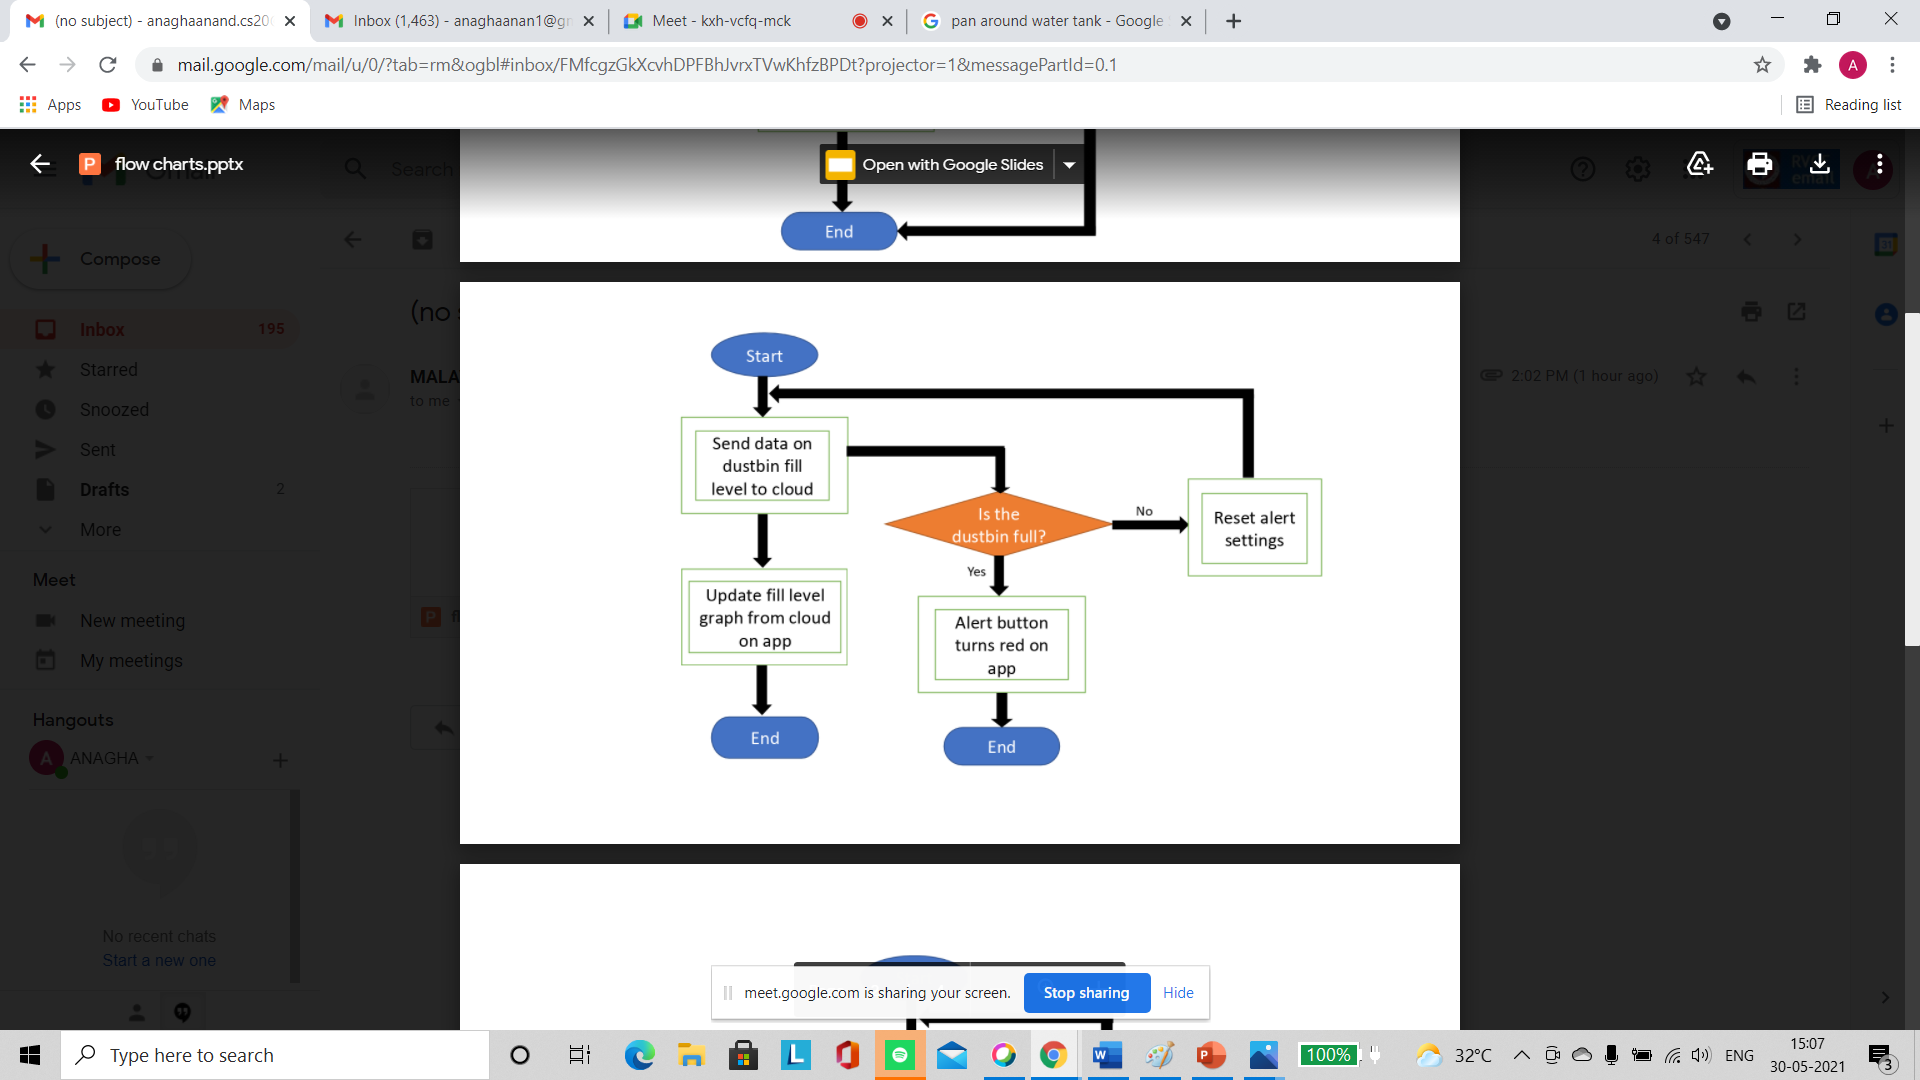 (no subject) - anaghaanand.cs20
Inbox (1,463) - anaghaanan1@g
Meet - kxh-vcfq-mck
pan around water tank - Google
mail.google.com/mail/u/0/?tab=rm&ogbl#inbox/FMfcgzGkXcvhDPFBhJvrxTVwKhfzBPDt?projector=1&messagePartId=0.1
A
Apps
YouTube
Maps
Reading list
P
flow charts.pptx
Search
Open with Google Slides
email
End
Compose
4 of 547
31
(no
Inbox
195
Starred
Snoozed
Sent
Drafts
2
More
MALA
to me
2:02 PM (1 hour ago)
Start
Send data on
dustbin fill
level to cloud
Is the
dustbin full?
No
Reset alert
settings
Yes
Update fill level
graph from cloud
on app
Alert button
turns red on
app
End
End
Meet
New meeting
My meetings
Hangouts
A
ANAGHA
No recent chats
Start a new one
meet.google.com is sharing your screen.
Stop sharing
Hide
Type here to search
100%
32°C
ENG
15:07
30-05-2021
3